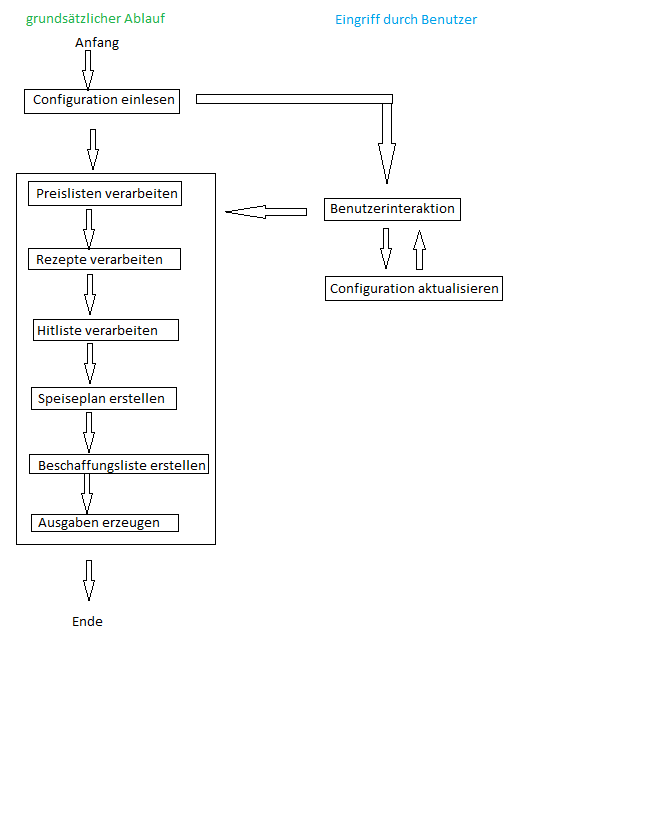 grundsätzlicher Ablauf
Eingriff durch Benutzer
Anfang
Configuration einlesen
Preislisten verarbeiten
Benutzerinteraktion
Rezepte verarbeiten
Configuration aktualisieren
Hitliste verarbeiten
Speiseplan erstellen
Beschaffungsliste erstellen
Ausgaben erzeugen
Ende